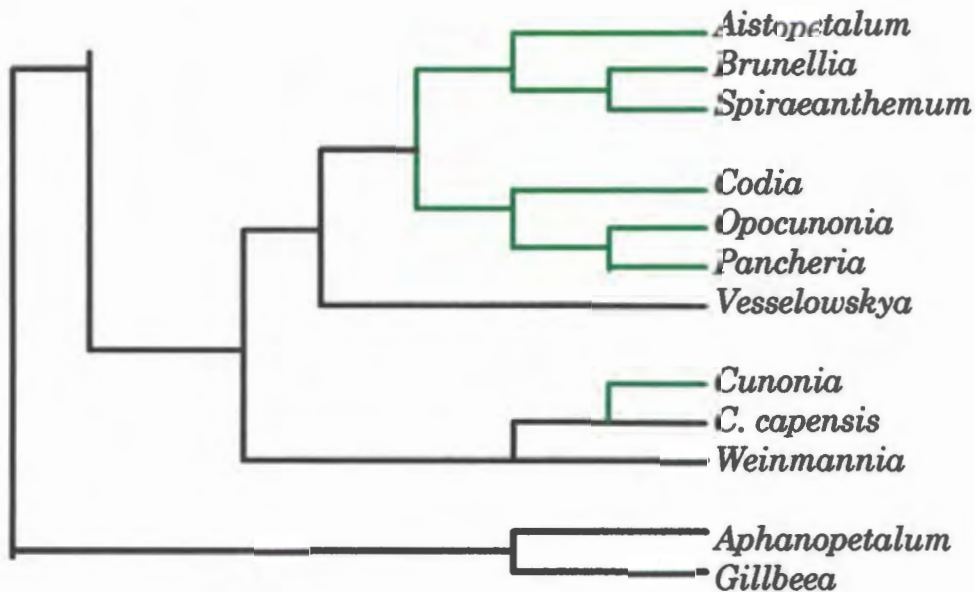 Aistopetalum
Brunellia
Spiraeanthemum
Codia
Opocunonia
Pancheria
Vesselowskya
Cunonia
C. capensis
Weinmannia
Aphanopetalum
Gillbeea